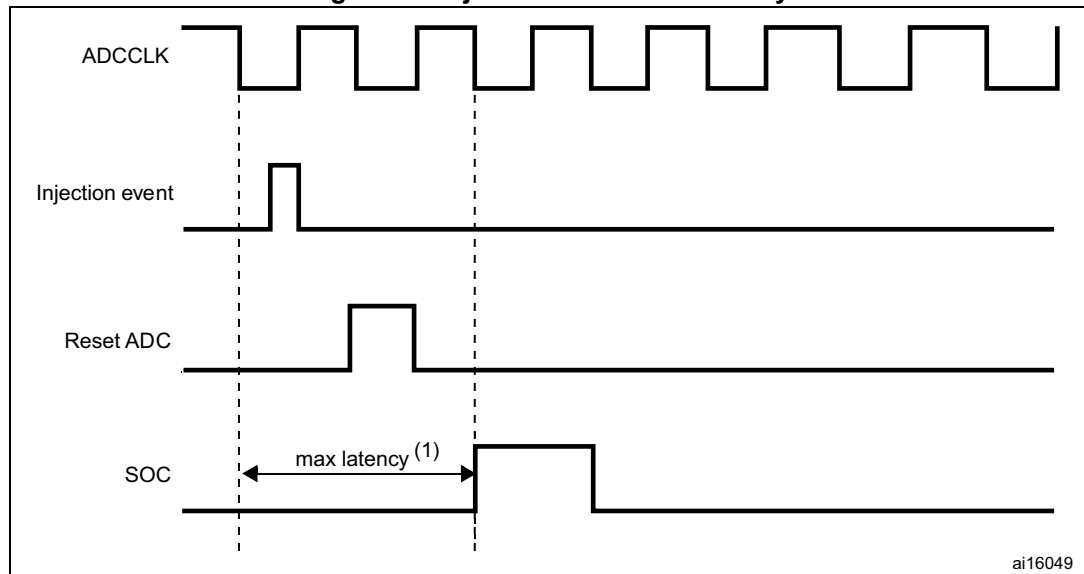 ADCCLK
Injection event
Reset ADC
max latency (1)
SOC
ai16049